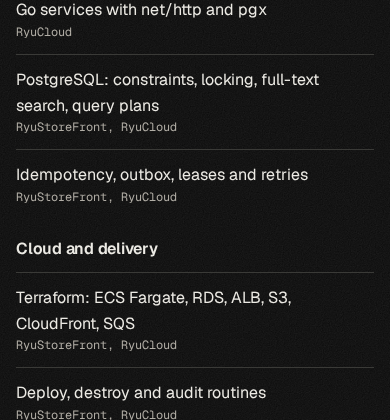 Go services with net/http and pgx
RyuCloud
PostgreSQL: constraints, locking, full-text
search, query plans
RyuStoreFront, RyuCloud
Idempotency, outbox, leases and retries
RyuStoreFront, RyuCloud
Cloud and delivery
Terraform: ECS Fargate, RDS, ALB, S3,
CloudFront, SQS
RyuStoreFront, RyuCloud
Deploy, destroy and audit routines
RyuStoreFront, RyuCloud